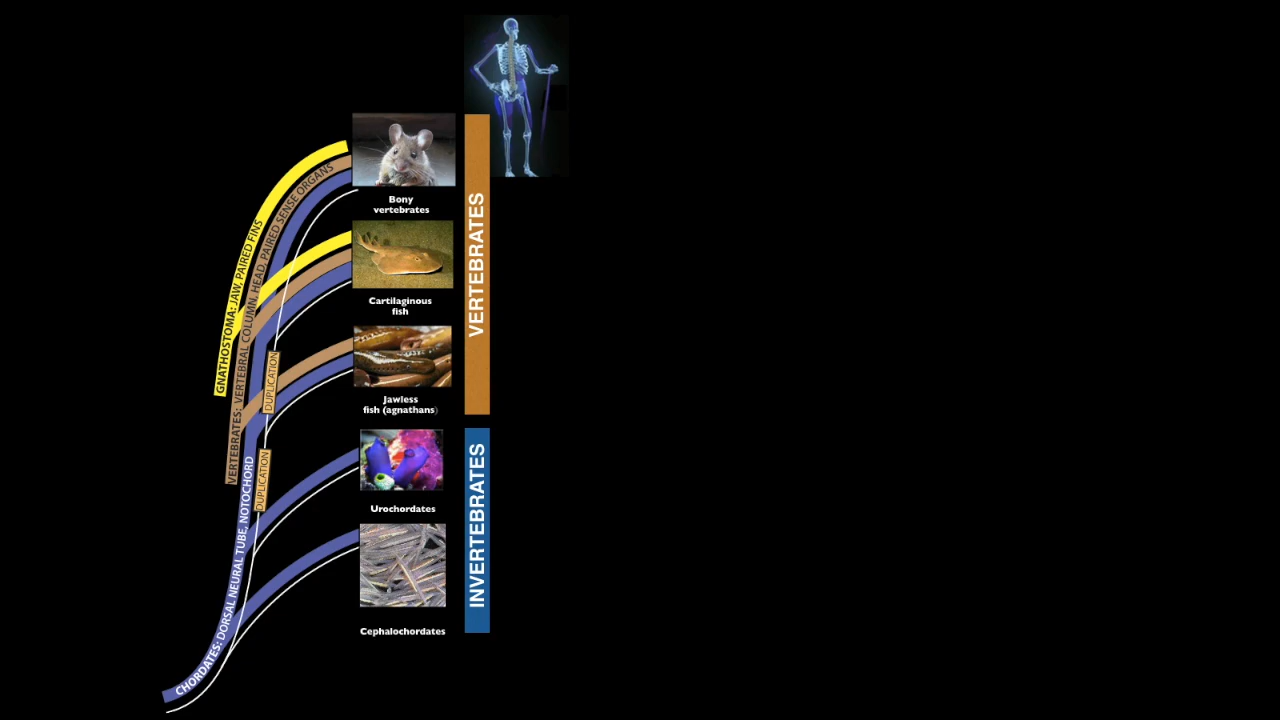 GNATHOSTOMA: JAW, PAIRED FINS
VERTEBRATES: VERTEBRAL COLUMN, HEAD, PAIRED SENSE ORGANS
CHORDATES: DORSAL NEURAL TUBE, NOTOCHORD
DUPLICATION
DUPLICATION
Bony
vertebrates
Cartilaginous
fish
Jawless
fish (agnathans)
Urochordates
Cephalochordates
VERTEBRATES
INVERTEBRATES